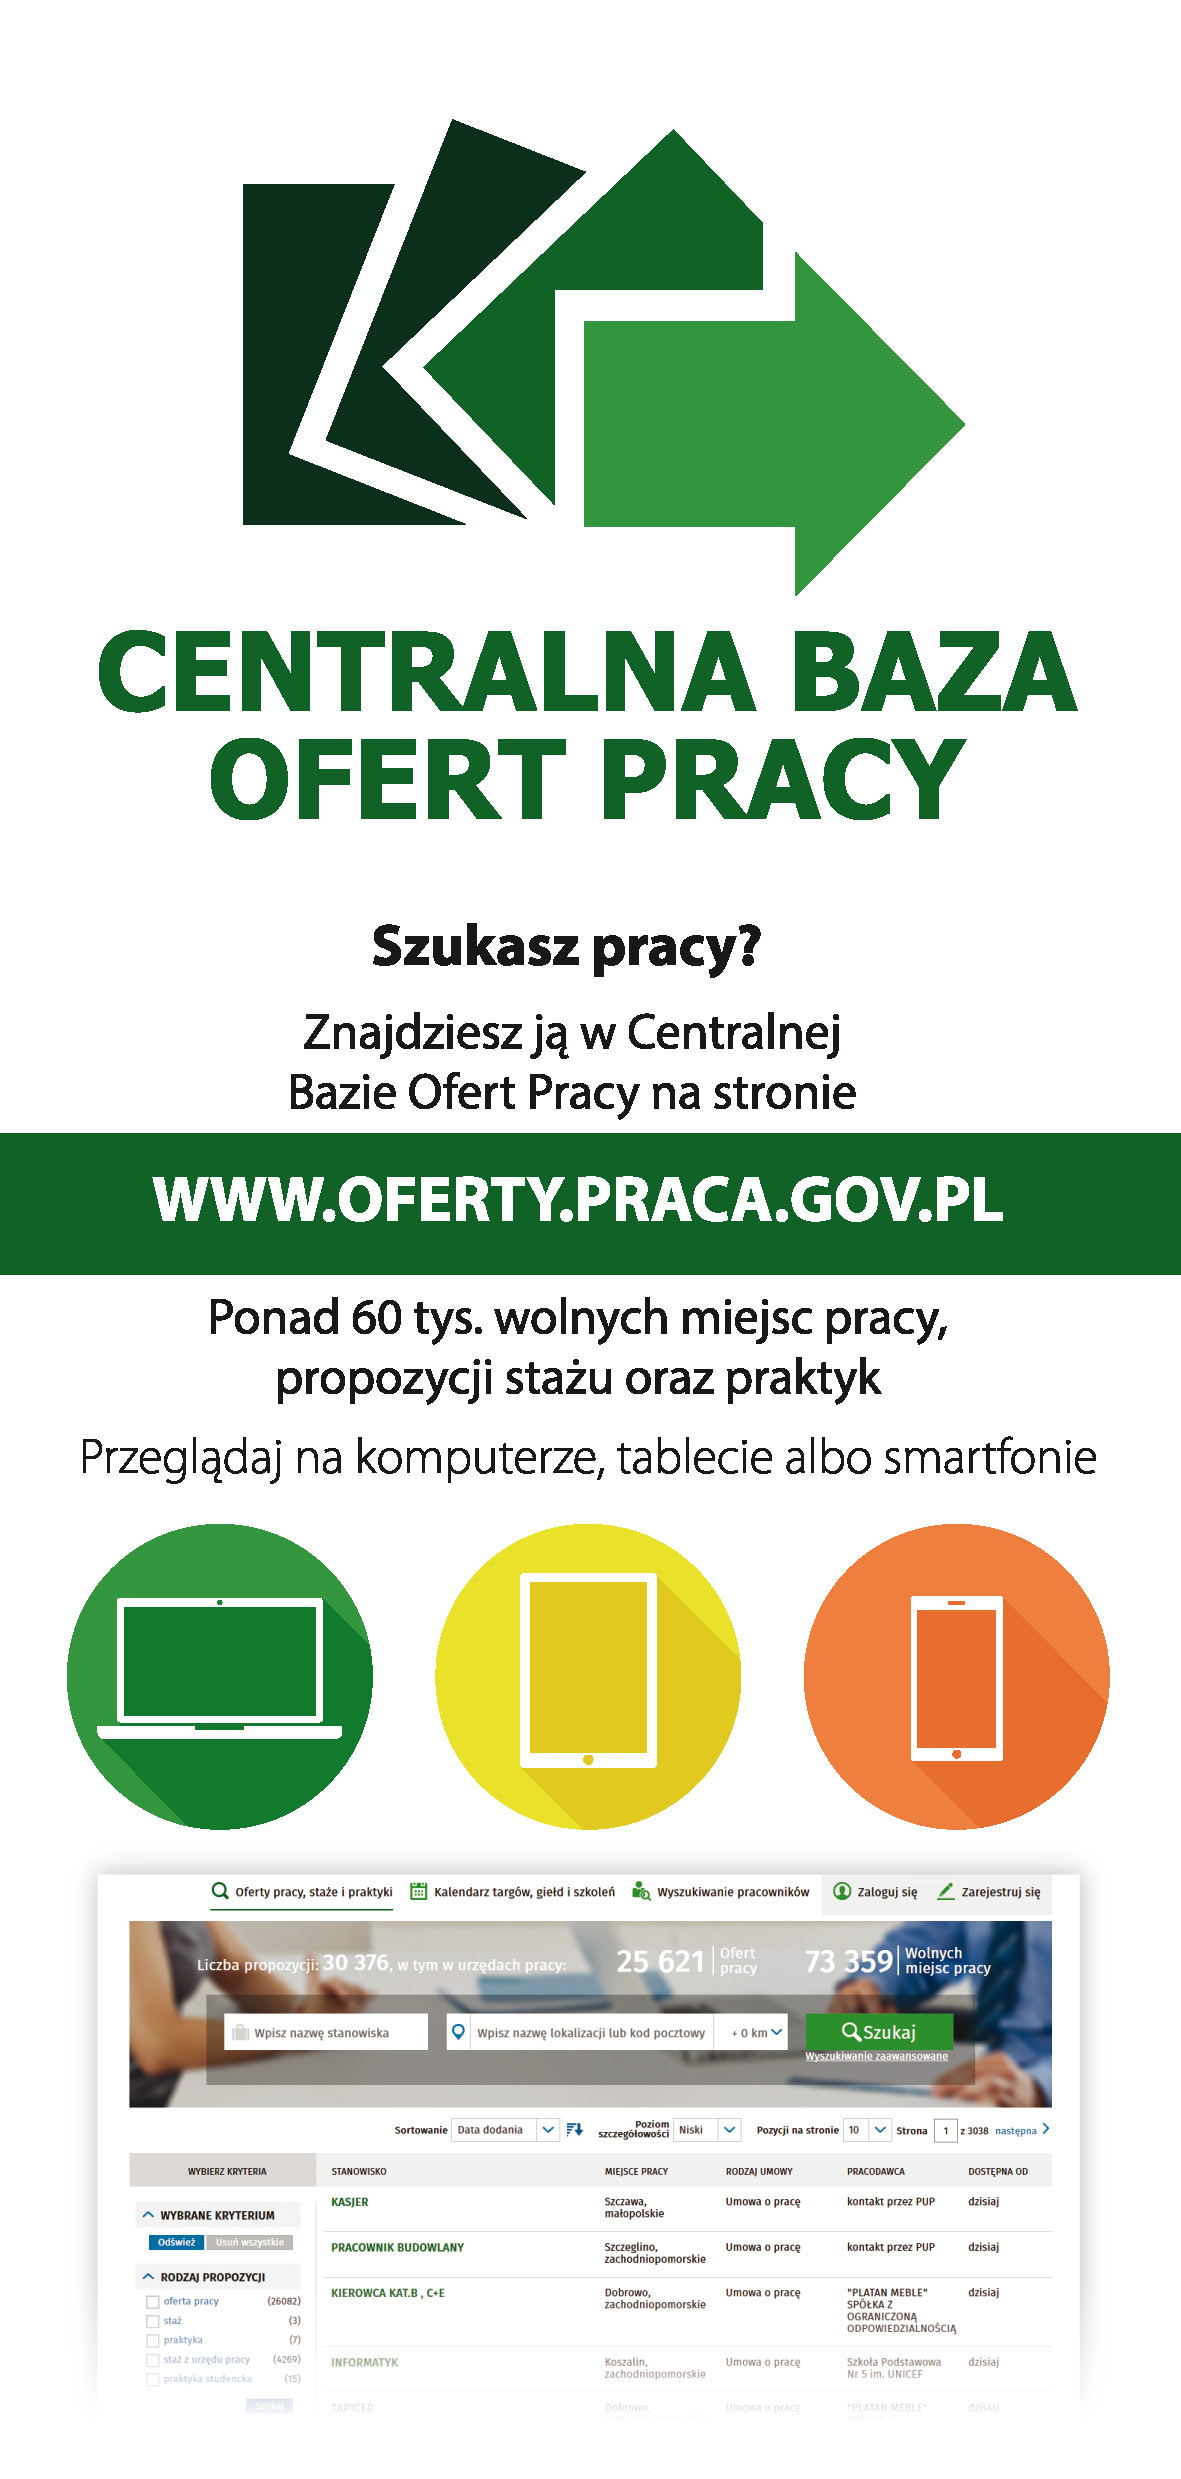 CENTRALNA BAZA
OFERT PRACY
Szukasz pracy?
Znajdziesz ją w Centralnej
Bazie Ofert Pracy na stronie
WWW.OFERTY.PRACA.GOV.PL
Ponad 60 tys. wolnych miejsc pracy,
propozycji stażu oraz praktyk
Przeglądaj na komputerze, tablecie albo smartfonie
Oferty pracy, staże i praktyki Kalendarz targów, giełd i szkoleń Wyszukiwanie pracowników Zaloguj się Zarejestruj się
Liczba propozycji: 30 376, w tym w urzędach pracy: 25 621 Ofert pracy 73 359 Wolnych miejsc pracy
Wpisz nazwę stanowiska Wpisz nazwę lokalizacji lub kod pocztowy + 0 km Szukaj
Wyszukiwanie zaawansowane
Sortowanie Data dodania Poziom szczegółowości Niski Pozycji na stronie 10 Strona 1 z 3038 następna
WYBIERZ KRYTERIA
WYBRANE KRYTERIUM
Odśwież Usuń wszystkie
RODZAJ PROPOZYCJI
oferta pracy (26082)
staż (3)
praktyka (7)
staż z urzędu pracy (4269)
praktyka studencka (15)
Szukaj
STANOWISKO MIEJSCE PRACY RODZAJ UMOWY PRACODAWCA DOSTĘPNA OD
KASJER Szczawa, Umowa o pracę kontakt przez PUP dzisiaj
małopolskie
PRACOWNIK BUDOWLANY Szczeglino, Umowa o pracę kontakt przez PUP dzisiaj
zachodniopomorskie
KIEROWCA KAT.B , C+E Dobrowo, Umowa o pracę "PLATAN MEBLE" dzisiaj
zachodniopomorskie SPÓŁKA Z
OGRANICZONĄ
ODPOWIEDZIALNOŚCIĄ
INFORMATYK Koszalin, Umowa o pracę Szkoła Podstawowa dzisiaj
zachodniopomorskie Nr 5 im. UNICEF
TAPICER Dobrowo, Umowa o pracę "PLATAN MEBLE" dzisiaj